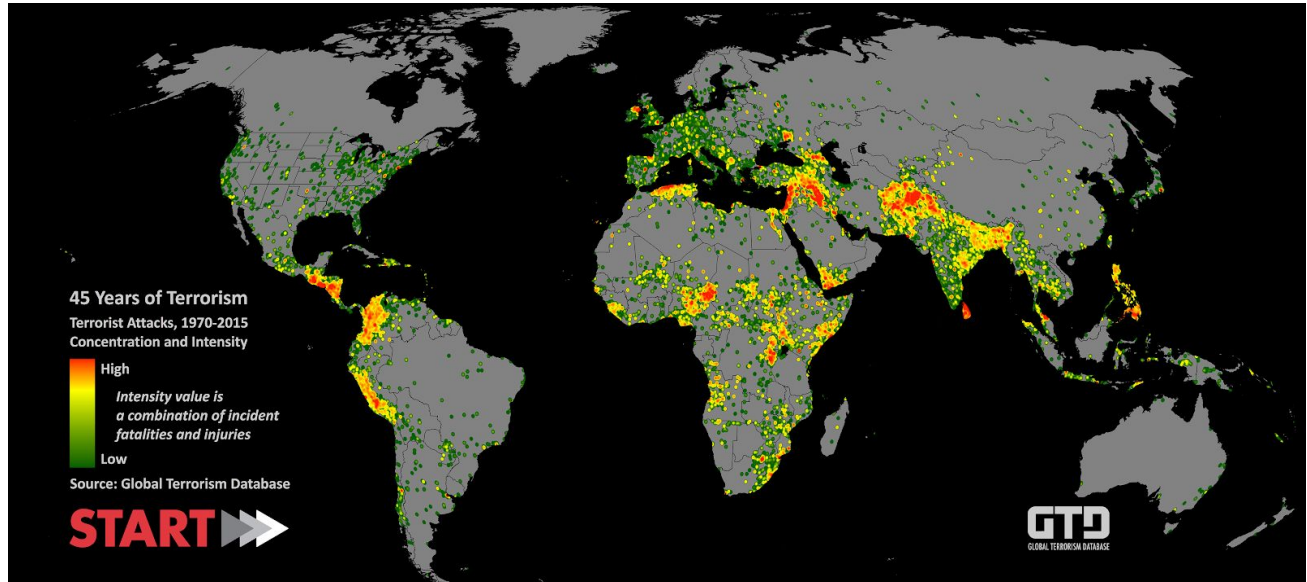 45 Years of Terrorism
Terrorist Attacks, 1970-2015
Concentration and Intensity
High
Intensity value is
a combination of incident
fatalities and injuries
Low
Source: Global Terrorism Database
START
GTD
GLOBAL TERRORISM DATABASE